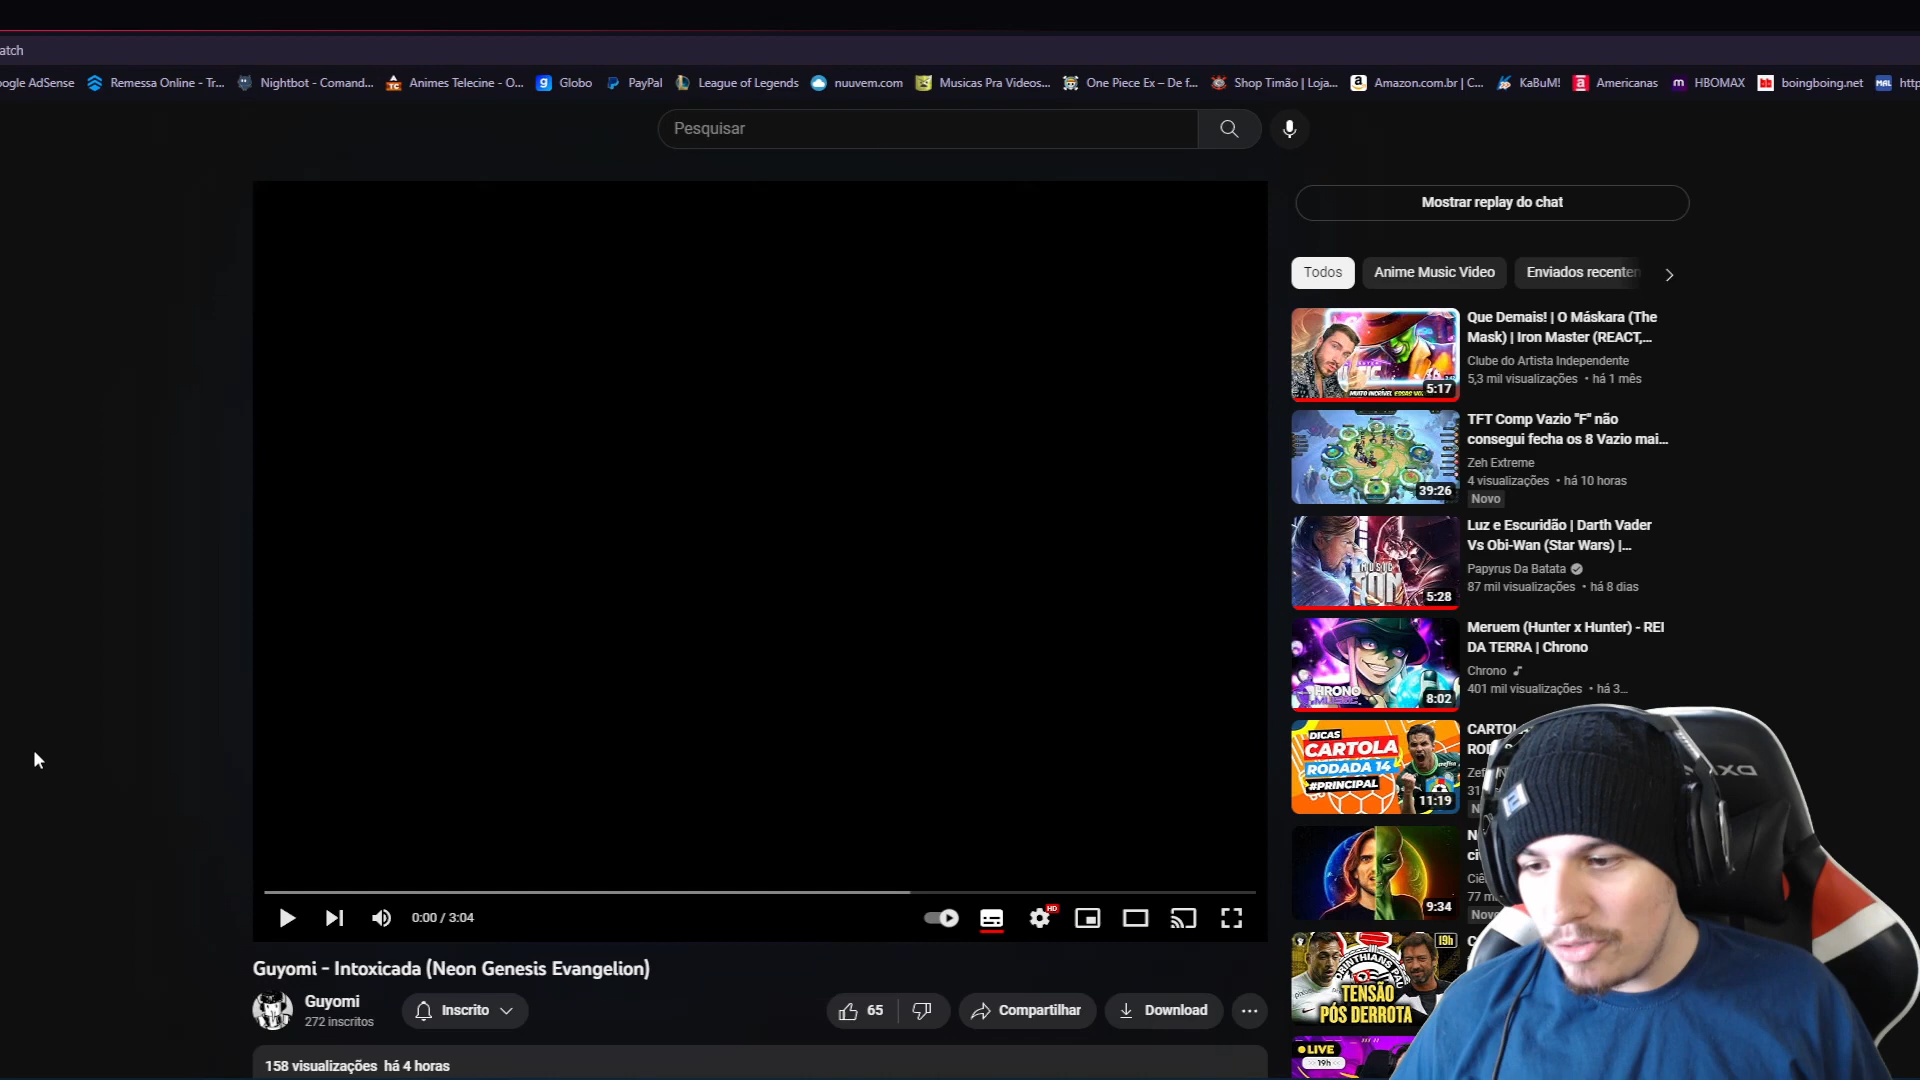 atch
oogle AdSense
Remessa Online - Tr...
Nightbot - Comand...
Animes Telecine - O...
Globo
PayPal
League of Legends
nuuvem.com
Musicas Pra Videos...
One Piece Ex – De f...
Shop Timão | Loja...
Amazon.com.br | C...
KaBuM!
Americanas
HBOMAX
boingboing.net
http
Pesquisar
Mostrar replay do chat
Todos
Anime Music Video
Enviados recenten
Que Demais! | O Máskara (The
Mask) | Iron Master (REACT,...
Clube do Artista Independente
5,3 mil visualizações • há 1 mês
5:17
TFT Comp Vazio "F" não
consegui fecha os 8 Vazio mai...
Zeh Extreme
4 visualizações • há 10 horas
Novo
39:26
Luz e Escuridão | Darth Vader
Vs Obi-Wan (Star Wars) |...
Papyrus Da Batata
87 mil visualizações • há 8 dias
5:28
Meruem (Hunter x Hunter) - REI
DA TERRA | Chrono
Chrono
401 mil visualizações • há 3...
8:02
DICAS
CARTOLA
RODADA 14
#PRINCIPAL
11:19
9:34
19h
CORINTHIANS
TENSÃO
PÓS DERROTA
LIVE
19h
0:00 / 3:04
HD
Guyomi - Intoxicada (Neon Genesis Evangelion)
Guyomi
272 inscritos
Inscrito
65
Compartilhar
Download
158 visualizações há 4 horas